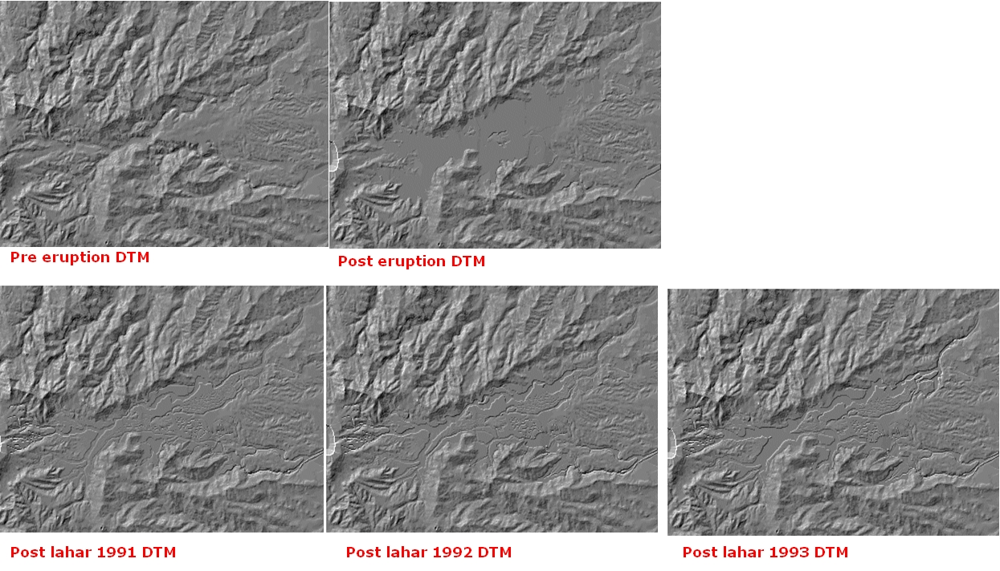 Pre eruption DTM
Post eruption DTM
Post lahar 1991 DTM
Post lahar 1992 DTM
Post lahar 1993 DTM